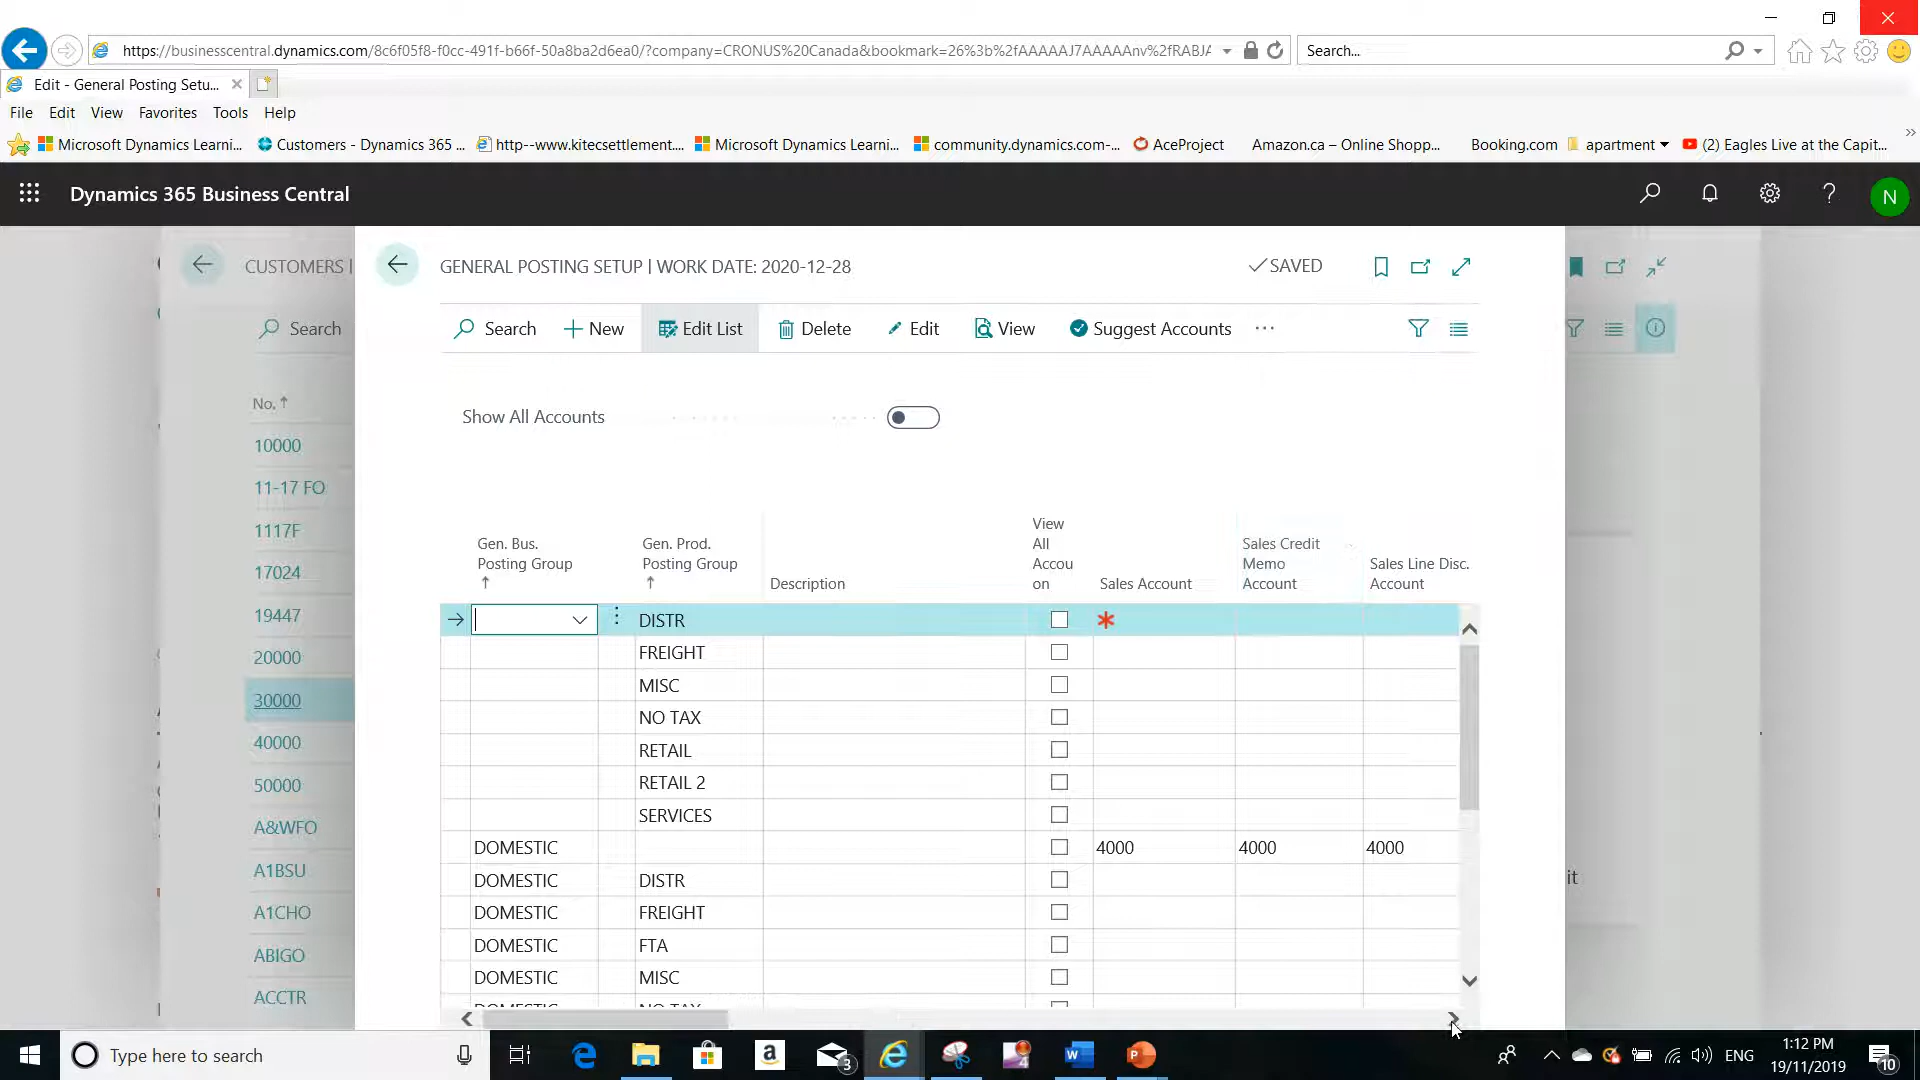 https://businesscentral.dynamics.com/8c6f05f8-f0cc-491f-b66f-50a8ba2d6ea0/?company=CRONUS%20Canada&bookmark=26%3b%2fAAAAAJ7AAAAAnv%2fRABJA
Search...
Edit - General Posting Setu...
File Edit View Favorites Tools Help
Microsoft Dynamics Learni... Customers - Dynamics 365 ... http--www.kitecsettlement.... Microsoft Dynamics Learni... community.dynamics.com-... AceProject Amazon.ca – Online Shopp... Booking.com apartment (2) Eagles Live at the Capit...
Dynamics 365 Business Central
N
CUSTOMERS |
GENERAL POSTING SETUP | WORK DATE: 2020-12-28
SAVED
Search
Search New Edit List Delete Edit View Suggest Accounts ...
Show All Accounts
No.
10000
11-17 FO
1117F
17024
19447
20000
30000
40000
50000
A&WFO
A1BSU
A1CHO
ABIGO
ACCTR
Gen. Bus. Posting Group
Gen. Prod. Posting Group
Description
View All Accou on
Sales Account
Sales Credit Memo Account
Sales Line Disc. Account
DISTR
FREIGHT
MISC
NO TAX
RETAIL
RETAIL 2
SERVICES
DOMESTIC 4000 4000 4000
DOMESTIC DISTR
DOMESTIC FREIGHT
DOMESTIC FTA
DOMESTIC MISC
DOMESTIC NO TAX
it
Type here to search
3
ENG
1:12 PM
19/11/2019
10